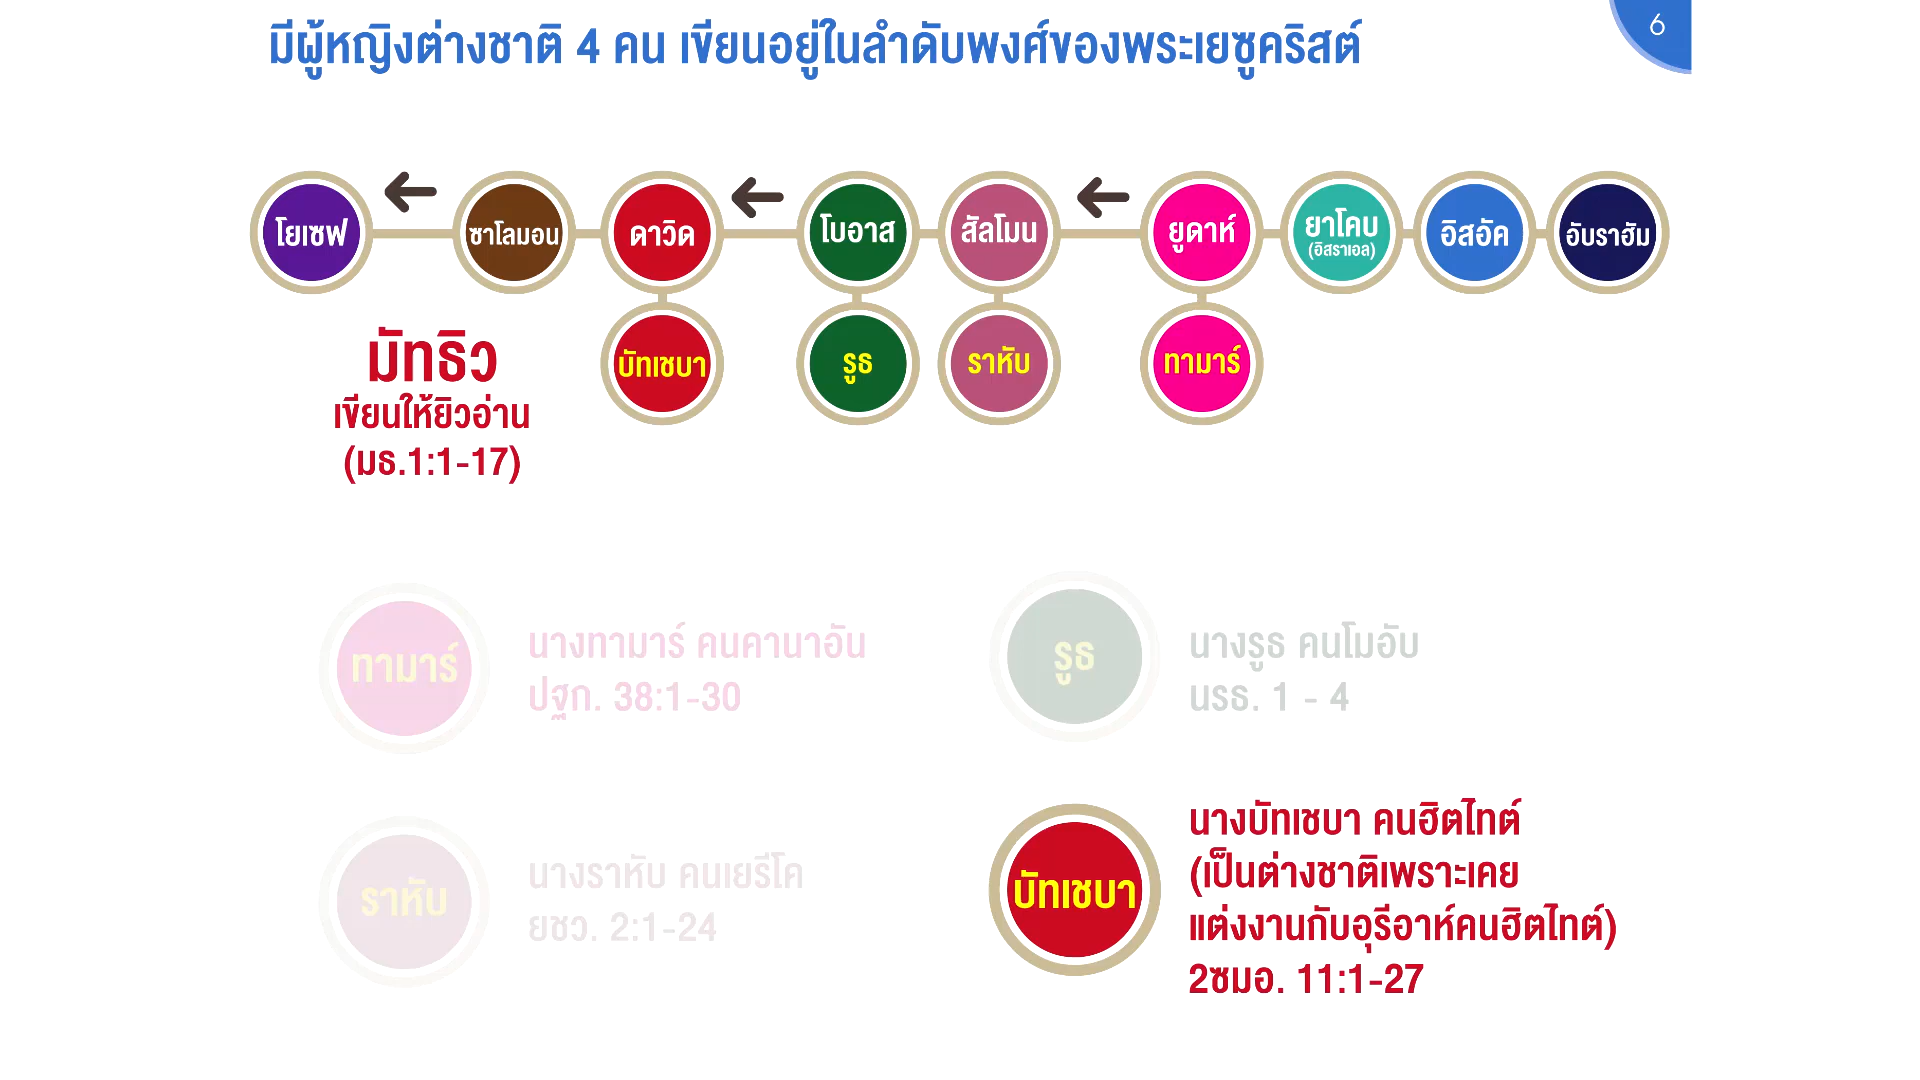 มีผู้หญิงต่างชาติ 4 คน เขียนอยู่ในลำดับพงศ์ของพระเยซูคริสต์
6
โยเซฟ
ซาโลมอน
ดาวิด
โบอาส
สัลโมน
ยูดาห์
ยาโคบ
(อิสราเอล)
อิสอัค
อับราฮัม
บัทเชบา
รูธ
ราหับ
ทามาร์
มัทธิว
เขียนให้ยิวอ่าน
(มธ.1:1-17)
ทามาร์
นางทามาร์ คนคานาอัน
ปฐก. 38:1-30
รูธ
นางรูธ คนโมอับ
นรธ. 1 - 4
ราหับ
นางราหับ คนเยรีโค
ยชว. 2:1-24
บัทเชบา
นางบัทเชบา คนฮิตไทต์
(เป็นต่างชาติเพราะเคย
แต่งงานกับอุรีอาห์คนฮิตไทต์)
2ซมอ. 11:1-27